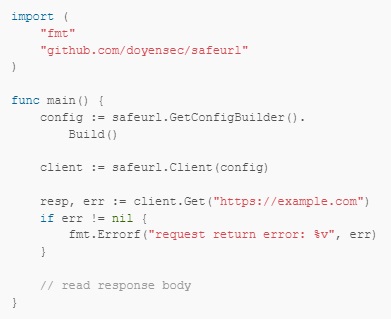 import (
    "fmt"
    "github.com/doyensec/safeurl"
)
func main() {
    config := safeurl.GetConfigBuilder().
        Build()
    client := safeurl.Client(config)
    resp, err := client.Get("https://example.com")
    if err != nil {
        fmt.Errorf("request return error: %v", err)
    }
    // read response body
}